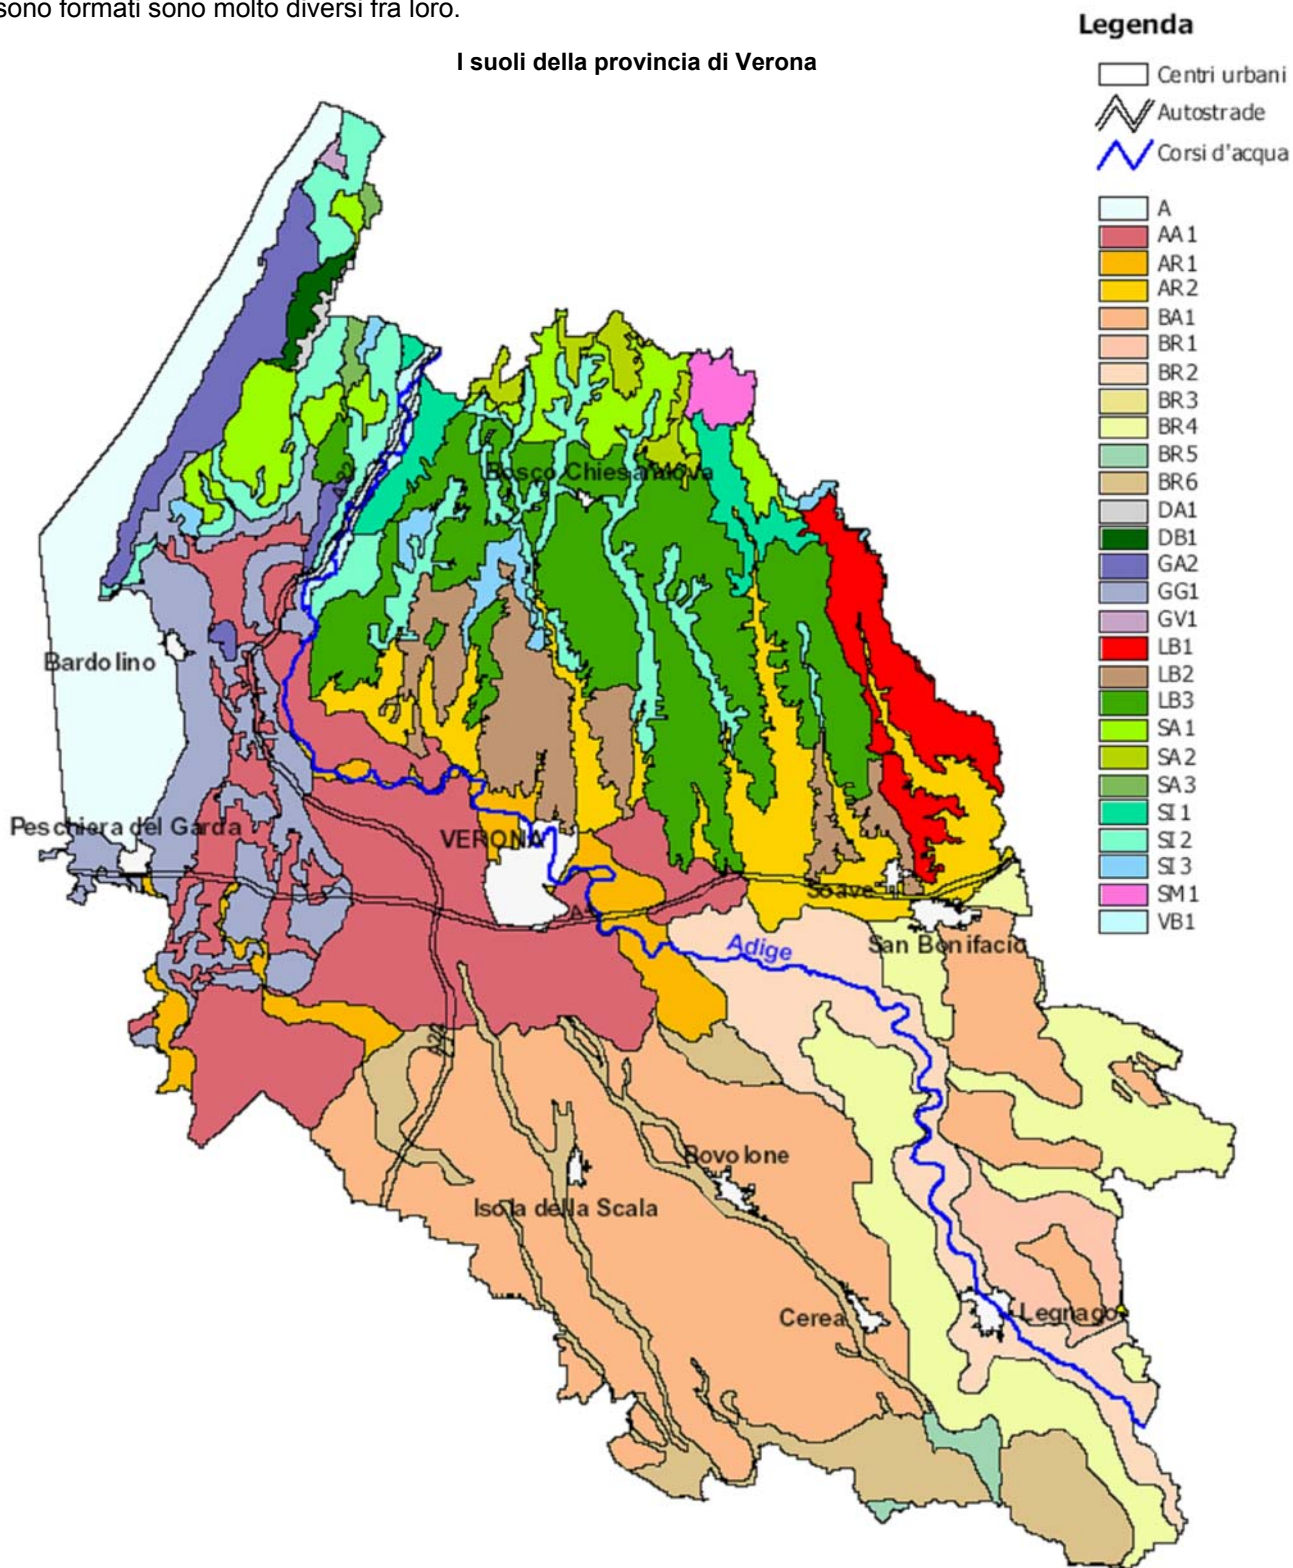 sono formati sono molto diversi fra loro.
I suoli della provincia di Verona
Legenda
Centri urbani
Autostrade
Corsi d'acqua
A
AA1
AR1
AR2
BA1
BR1
BR2
BR3
BR4
BR5
BR6
DA1
DB1
GA2
GG1
GV1
LB1
LB2
LB3
SA1
SA2
SA3
SI1
SI2
SI3
SM1
VB1
Bosco Chiesanuova
Bardolino
Peschiera del Garda
VERONA
Soave
San Bonifacio
Adige
Bovolone
Isola della Scala
Cerea
Legnago